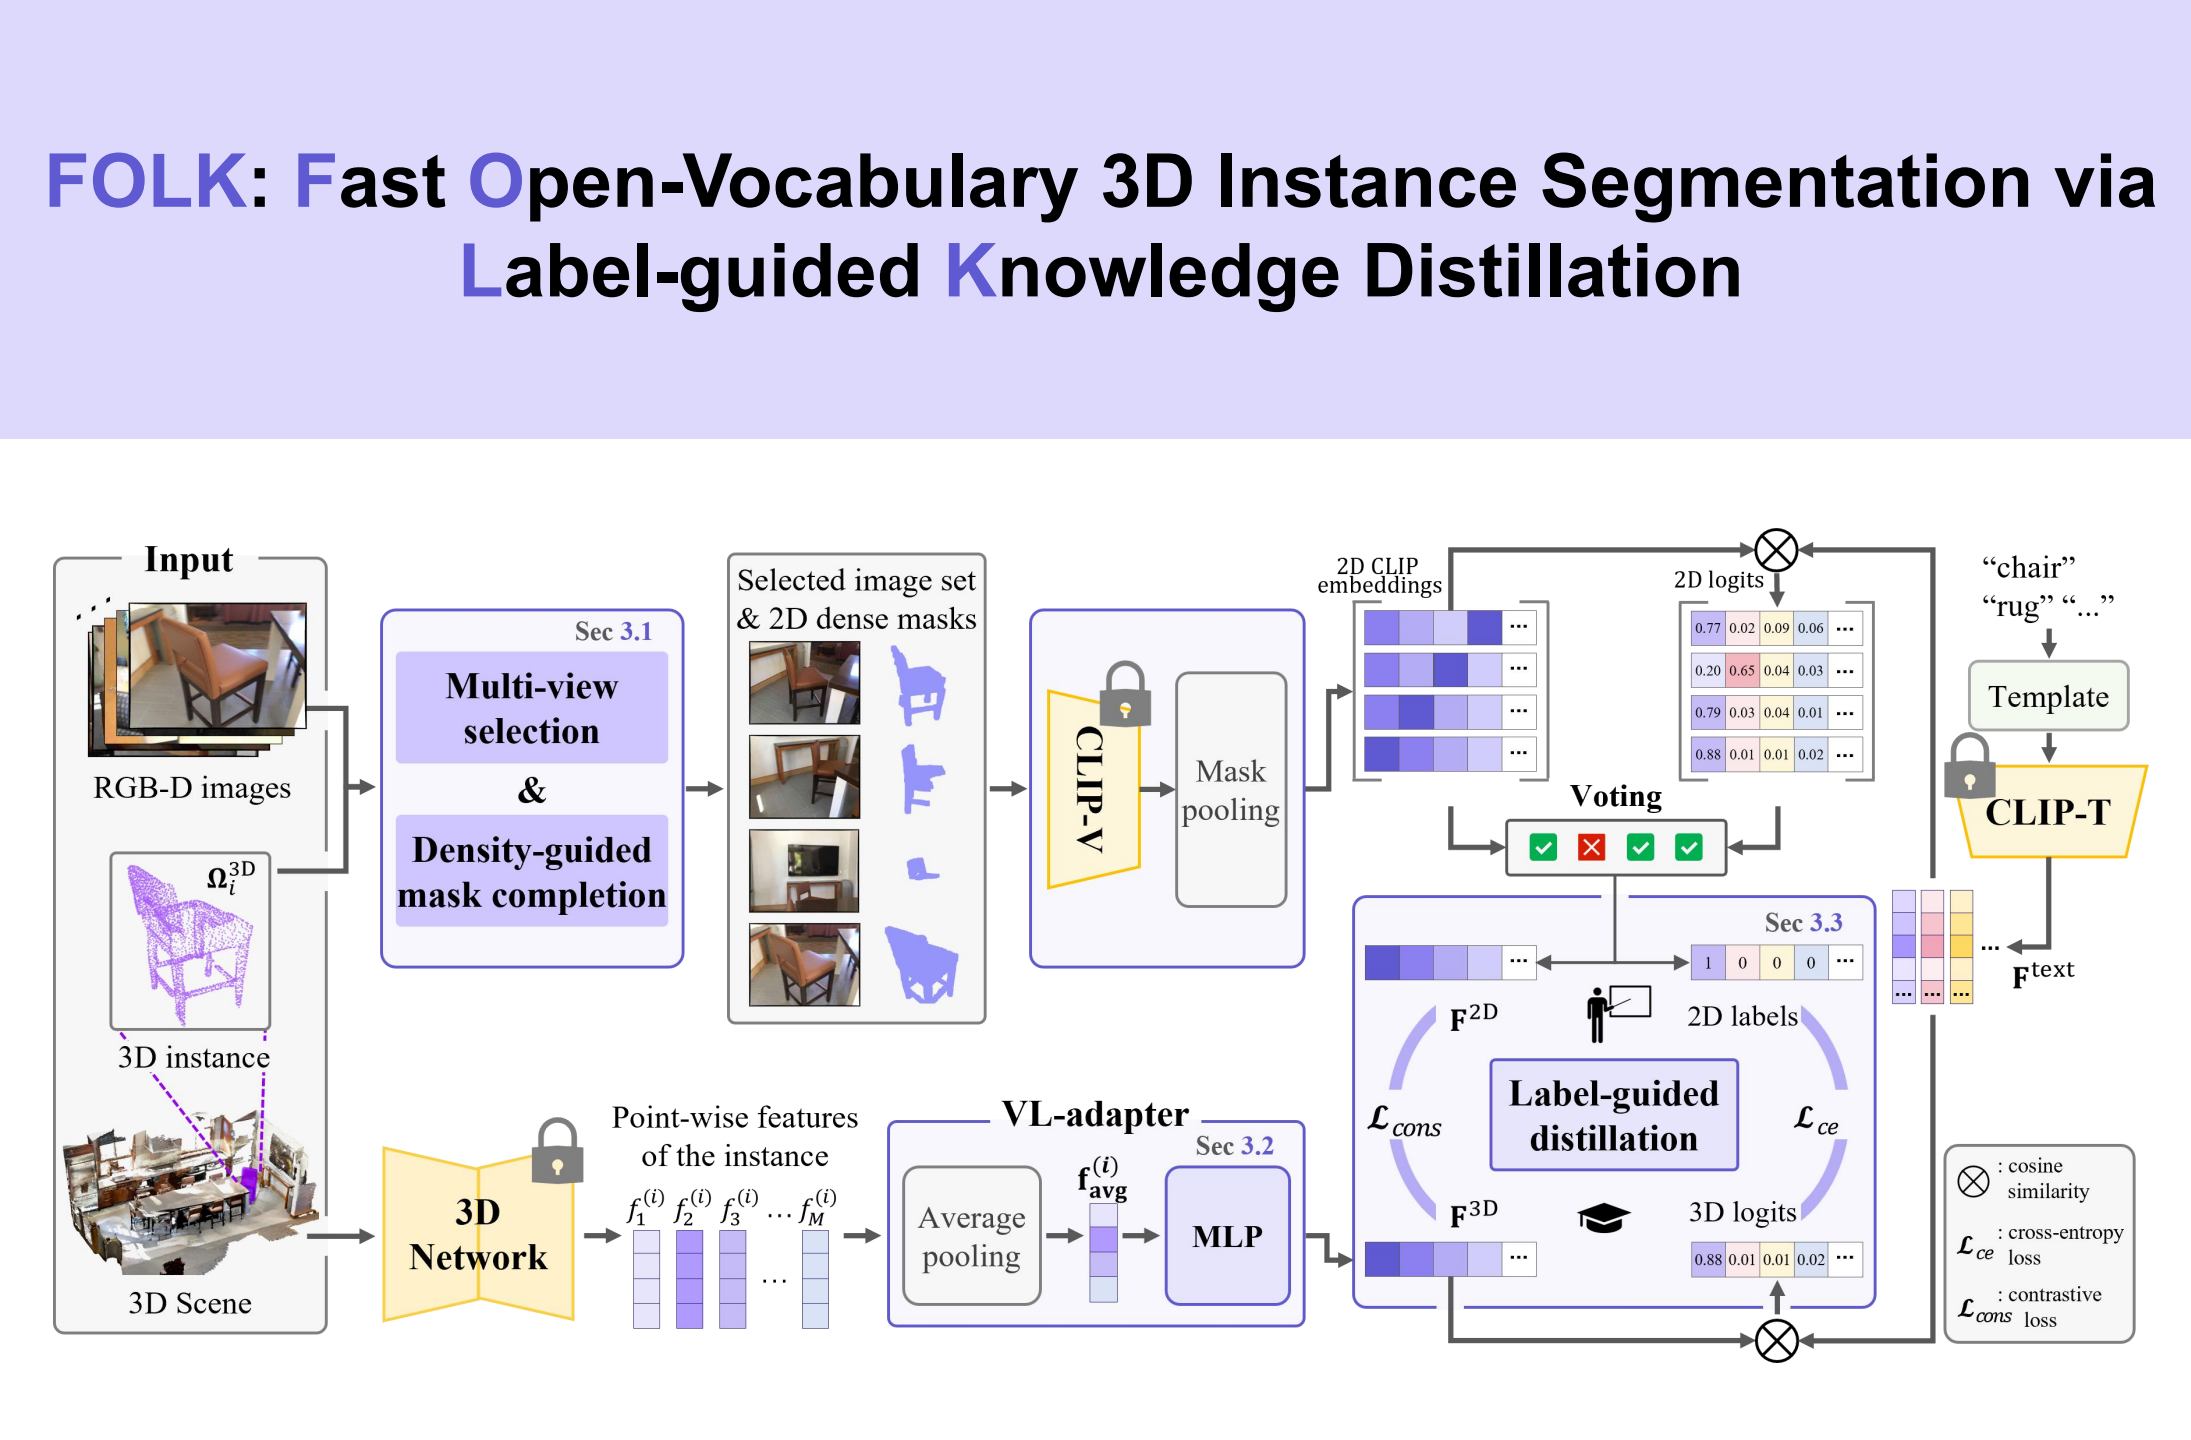 FOLK: Fast Open-Vocabulary 3D Instance Segmentation via
Label-guided Knowledge Distillation
Input
RGB-D images
Ω_i^{3D}
3D instance
3D Scene
Sec 3.1
Multi-view
selection
&
Density-guided
mask completion
Selected image set
& 2D dense masks
CLIP-V
Mask
pooling
2D CLIP
embeddings
...
...
...
...
2D logits
0.77 0.02 0.09 0.06 ...
0.20 0.65 0.04 0.03 ...
0.79 0.03 0.04 0.01 ...
0.88 0.01 0.01 0.02 ...
“chair”
“rug” “...”
Template
CLIP-T
... ... ...
...
F^{text}
Voting
Sec 3.3
...
1 0 0 0 ...
F^{2D}
2D labels
ℒ_{cons}
Label-guided
distillation
ℒ_{ce}
F^{3D}
3D logits
...
0.88 0.01 0.01 0.02 ...
3D
Network
Point-wise features
of the instance
f_1^{(i)} f_2^{(i)} f_3^{(i)} ... f_M^{(i)}
...
VL-adapter
Sec 3.2
Average
pooling
f_{avg}^{(i)}
MLP
: cosine
similarity
ℒ_{ce} : cross-entropy
loss
ℒ_{cons} : contrastive
loss